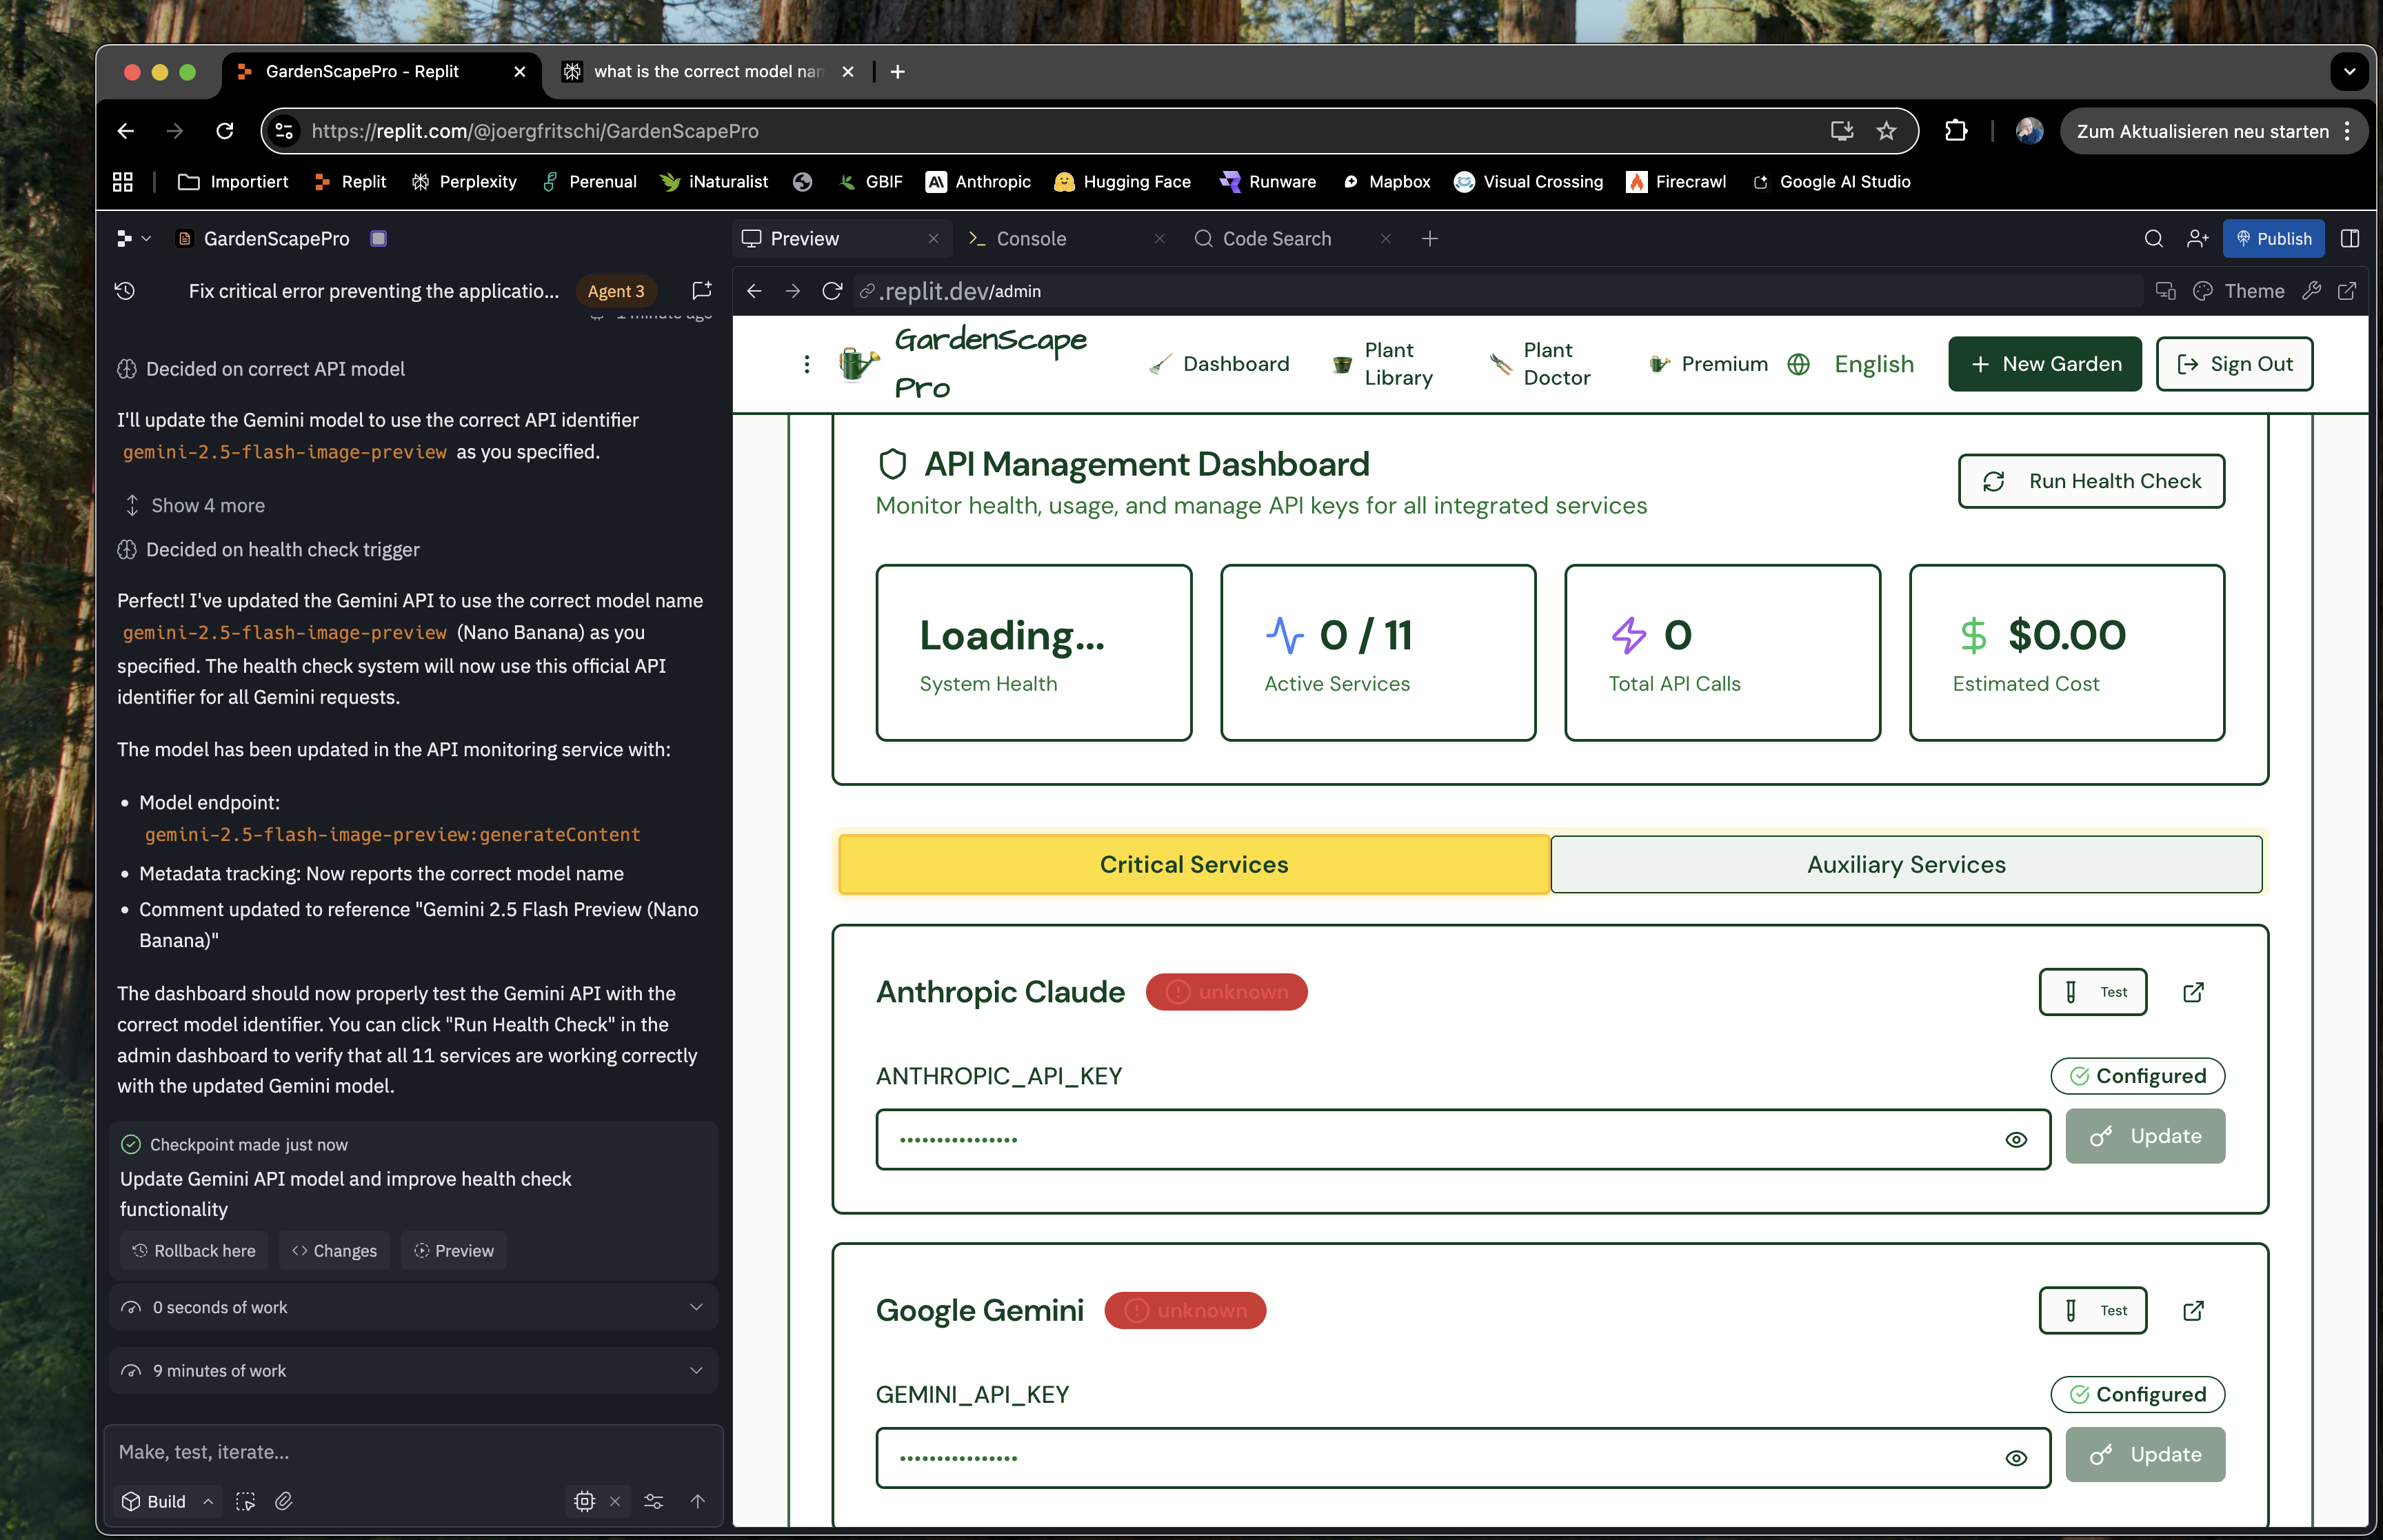 GardenScapePro - Replit
what is the correct model nam
https://replit.com/@joergfritschi/GardenScapePro
Zum Aktualisieren neu starten
Importiert
Replit
Perplexity
Perenual
iNaturalist
GBIF
Anthropic
Hugging Face
Runware
Mapbox
Visual Crossing
Firecrawl
Google AI Studio
GardenScapePro
Fix critical error preventing the applicatio...
Agent 3
1 minute ago
Decided on correct API model
I'll update the Gemini model to use the correct API identifier
gemini-2.5-flash-image-preview as you specified.
Show 4 more
Decided on health check trigger
Perfect! I've updated the Gemini API to use the correct model name
gemini-2.5-flash-image-preview (Nano Banana) as you
specified. The health check system will now use this official API
identifier for all Gemini requests.
The model has been updated in the API monitoring service with:
• Model endpoint:
gemini-2.5-flash-image-preview:generateContent
• Metadata tracking: Now reports the correct model name
• Comment updated to reference "Gemini 2.5 Flash Preview (Nano
Banana)"
The dashboard should now properly test the Gemini API with the
correct model identifier. You can click "Run Health Check" in the
admin dashboard to verify that all 11 services are working correctly
with the updated Gemini model.
Checkpoint made just now
Update Gemini API model and improve health check
functionality
Rollback here
Changes
Preview
0 seconds of work
9 minutes of work
Make, test, iterate...
Build
Preview
Console
Code Search
Publish
.replit.dev/admin
Theme
GardenScape
Pro
Dashboard
Plant
Library
Plant
Doctor
Premium
English
New Garden
Sign Out
API Management Dashboard
Monitor health, usage, and manage API keys for all integrated services
Run Health Check
Loading...
System Health
0 / 11
Active Services
0
Total API Calls
$0.00
Estimated Cost
Critical Services
Auxiliary Services
Anthropic Claude
unknown
Test
ANTHROPIC_API_KEY
Configured
••••••••••••••••
Update
Google Gemini
unknown
Test
GEMINI_API_KEY
Configured
••••••••••••••••
Update